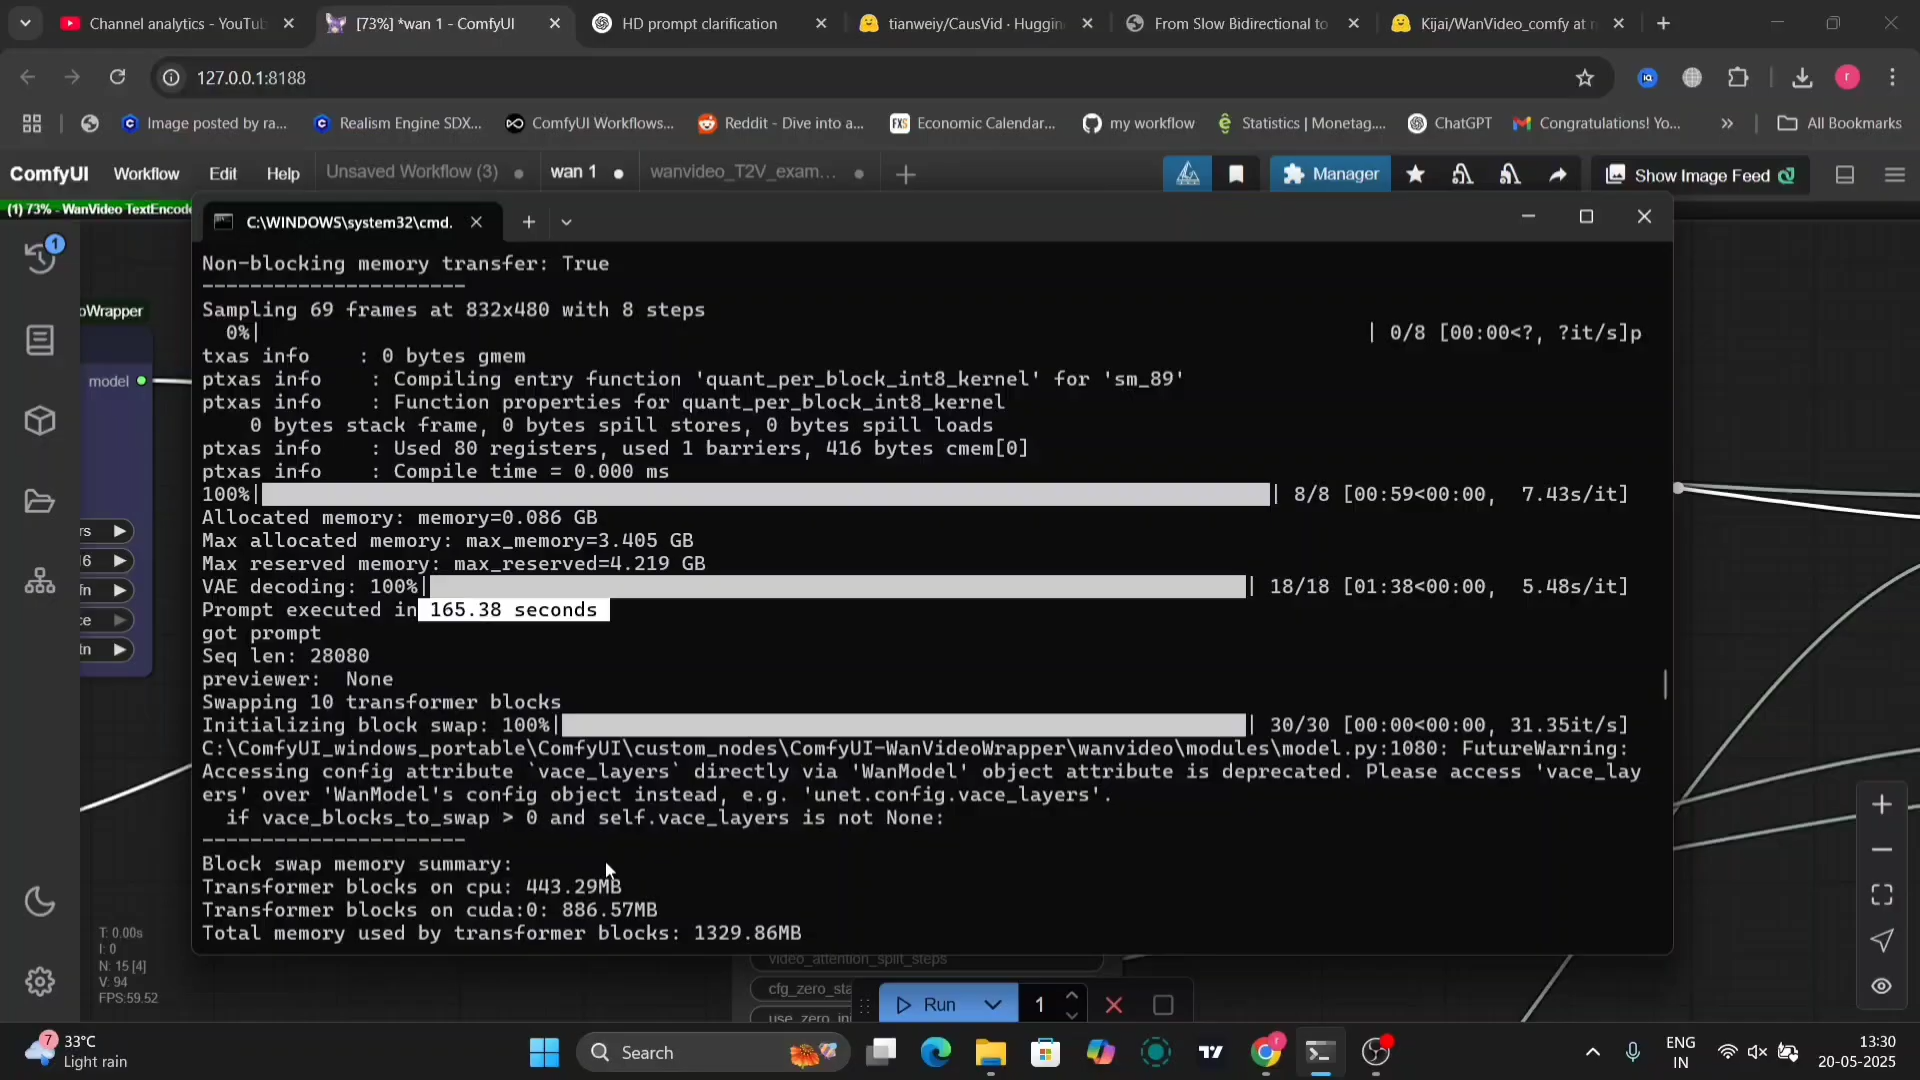 Channel analytics - YouTub
[73%] *wan 1 - ComfyUI
HD prompt clarification
tianweiy/CausVid · Huggin
From Slow Bidirectional to
Kijai/WanVideo_comfy at
127.0.0.1:8188
Image posted by ra...
Realism Engine SDX...
ComfyUI Workflows...
Reddit - Dive into a...
Economic Calendar...
my workflow
Statistics | Monetag....
ChatGPT
Congratulations! Yo...
All Bookmarks
ComfyUI
Workflow
Edit
Help
Unsaved Workflow (3)
wan 1
wanvideo_T2V_exam...
Manager
Show Image Feed
(1) 73% - WanVideo TextEncode
C:\WINDOWS\system32\cmd.
1
oWrapper
model
rs
6
fn
ce
tn
Non-blocking memory transfer: True
----------------------
Sampling 69 frames at 832x480 with 8 steps
0%| | 0/8 [00:00<?, ?it/s]p
txas info    : 0 bytes gmem
ptxas info    : Compiling entry function 'quant_per_block_int8_kernel' for 'sm_89'
ptxas info    : Function properties for quant_per_block_int8_kernel
0 bytes stack frame, 0 bytes spill stores, 0 bytes spill loads
ptxas info    : Used 80 registers, used 1 barriers, 416 bytes cmem[0]
ptxas info    : Compile time = 0.000 ms
100%| | 8/8 [00:59<00:00,  7.43s/it]
Allocated memory: memory=0.086 GB
Max allocated memory: max_memory=3.405 GB
Max reserved memory: max_reserved=4.219 GB
VAE decoding: 100%| | 18/18 [01:38<00:00,  5.48s/it]
Prompt executed in 165.38 seconds
got prompt
Seq len: 28080
previewer:  None
Swapping 10 transformer blocks
Initializing block swap: 100%| | 30/30 [00:00<00:00, 31.35it/s]
C:\ComfyUI_windows_portable\ComfyUI\custom_nodes\ComfyUI-WanVideoWrapper\wanvideo\modules\model.py:1080: FutureWarning:
Accessing config attribute `vace_layers` directly via 'WanModel' object attribute is deprecated. Please access 'vace_lay
ers' over 'WanModel's config object instead, e.g. 'unet.config.vace_layers'.
if vace_blocks_to_swap > 0 and self.vace_layers is not None:
----------------------
Block swap memory summary:
Transformer blocks on cpu: 443.29MB
Transformer blocks on cuda:0: 886.57MB
Total memory used by transformer blocks: 1329.86MB
T: 0.00s
I: 0
N: 15 [4]
V: 94
FPS:59.52
video_attention_split_steps
cfg_zero_sta
use_zero_ini
Run
1
7
33°C
Light rain
Search
ENG
IN
13:30
20-05-2025